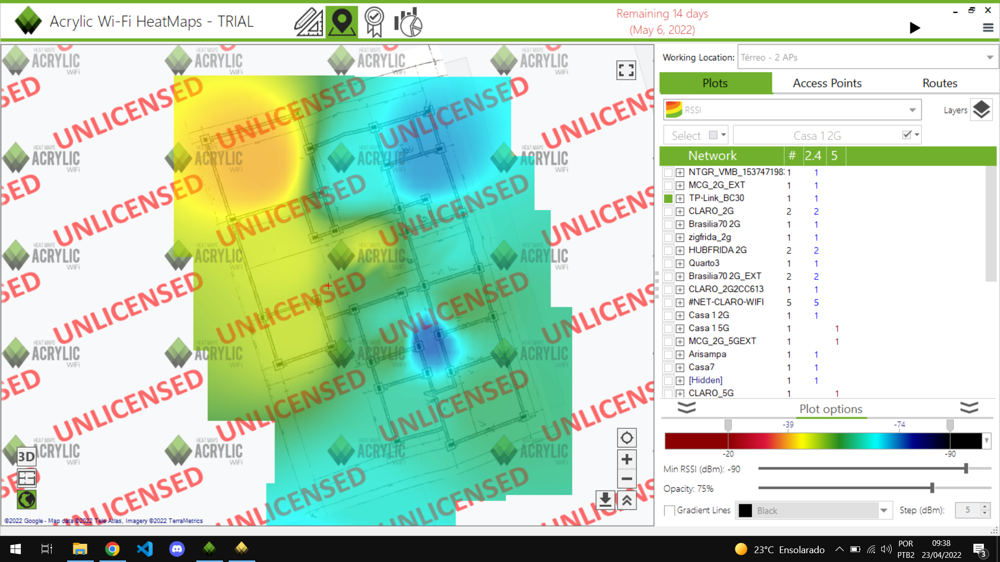 Acrylic Wi-Fi HeatMaps - TRIAL
Remaining 14 days
(May 6, 2022)
Working Location: Térreo - 2 APs
Plots Access Points Routes
RSSI Layers
Select Casa 1 2G
Network # 2.4 5
NTGR_VMB_1537471983 1 1
MCG_2G_EXT 1 1
TP-Link_BC30 1 1
CLARO_2G 2 2
Brasilia70 2G 1 1
zigfrida_2g 1 1
HUBFRIDA 2G 2 2
Quarto3 1 1
Brasilia70 2G_EXT 2 2
CLARO_2G2CC613 1 1
#NET-CLARO-WIFI 5 5
Casa 1 2G 1 1
Casa 1 5G 1 1
MCG_2G_5GEXT 1 1
Arisampa 1 1
Casa7 1 1
[Hidden] 1 1
CLARO_5G 1 1
Plot options
-39 -74
-20 -90
Min RSSI (dBm): -90
Opacity: 75%
Gradient Lines Black Step (dBm): 5
HEAT MAPS
ACRYLIC
WiFi
UNLICENSED
3D
©2022 Google - Map data ©2022 Tele Atlas, Imagery ©2022 TerraMetrics
23°C Ensolarado
POR
PTB2
09:38
23/04/2022
3